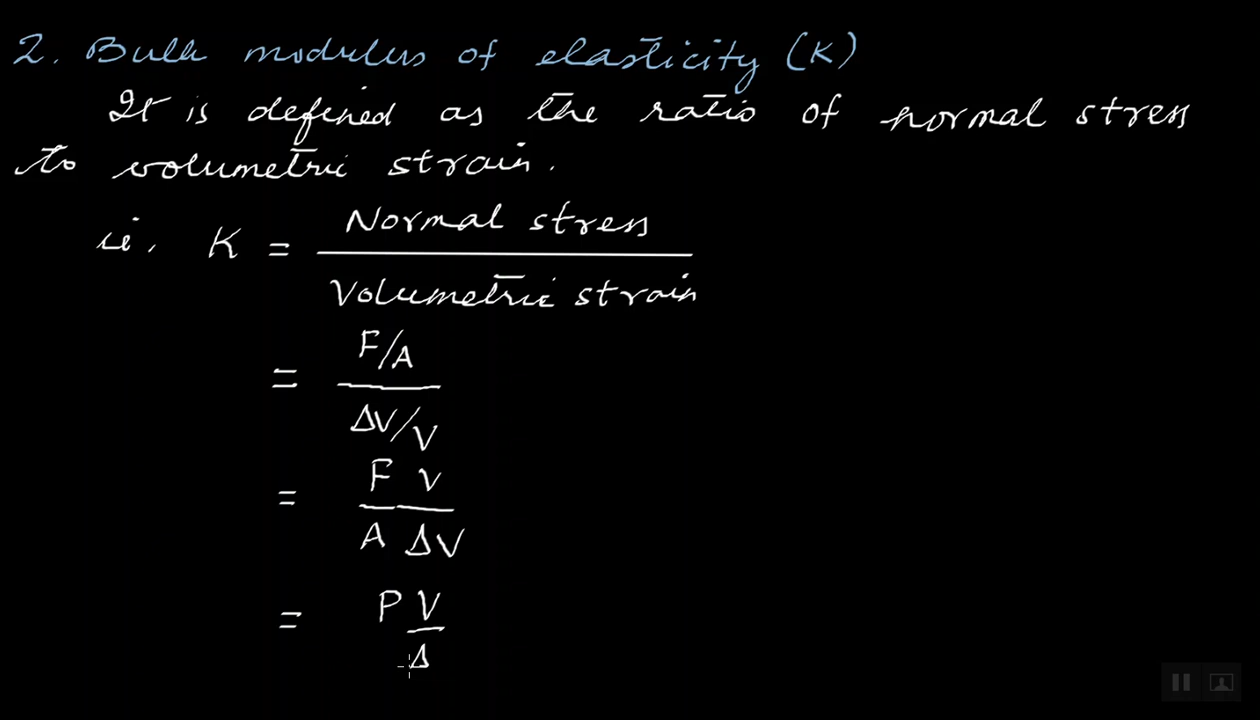 2. Bulk modulus of elasticity (K)
It is defined as the ratio of normal stress
to volumetric strain.
ie. K = Normal stress / Volumetric strain
= F/A / ΔV/V
= F V / A ΔV
= P V / Δ